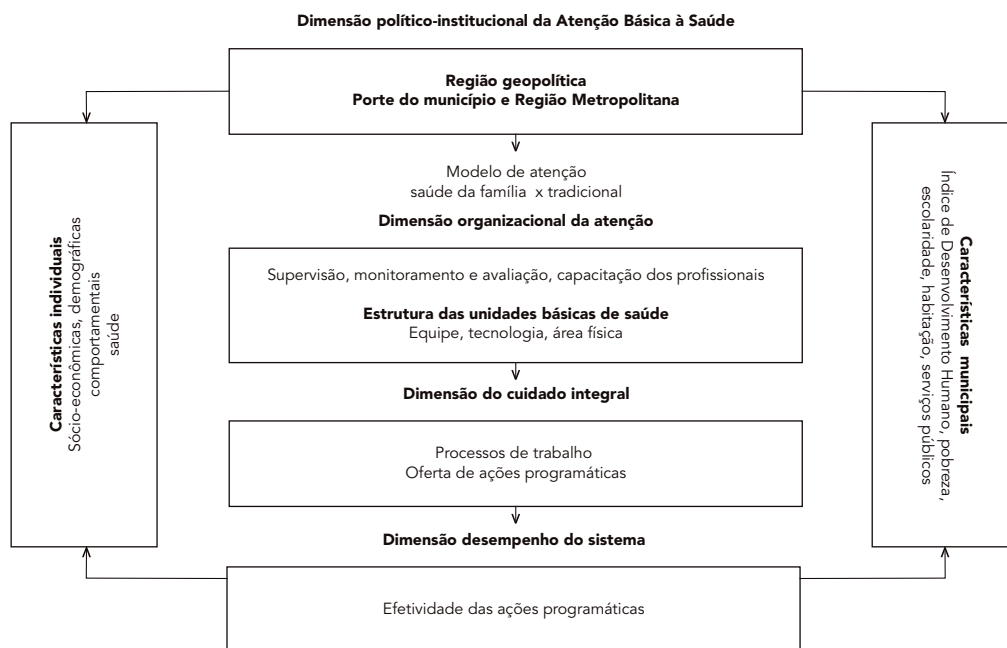 Dimensão político-institucional da Atenção Básica à Saúde
Região geopolítica
Porte do município e Região Metropolitana
Modelo de atenção
saúde da família x tradicional
Dimensão organizacional da atenção
Supervisão, monitoramento e avaliação, capacitação dos profissionais
Estrutura das unidades básicas de saúde
Equipe, tecnologia, área física
Dimensão do cuidado integral
Processos de trabalho
Oferta de ações programáticas
Dimensão desempenho do sistema
Efetividade das ações programáticas
Características individuais
Sócio-econômicas, demográficas
comportamentais
saúde
Características municipais
Índice de Desenvolvimento Humano, pobreza,
escolaridade, habitação, serviços públicos